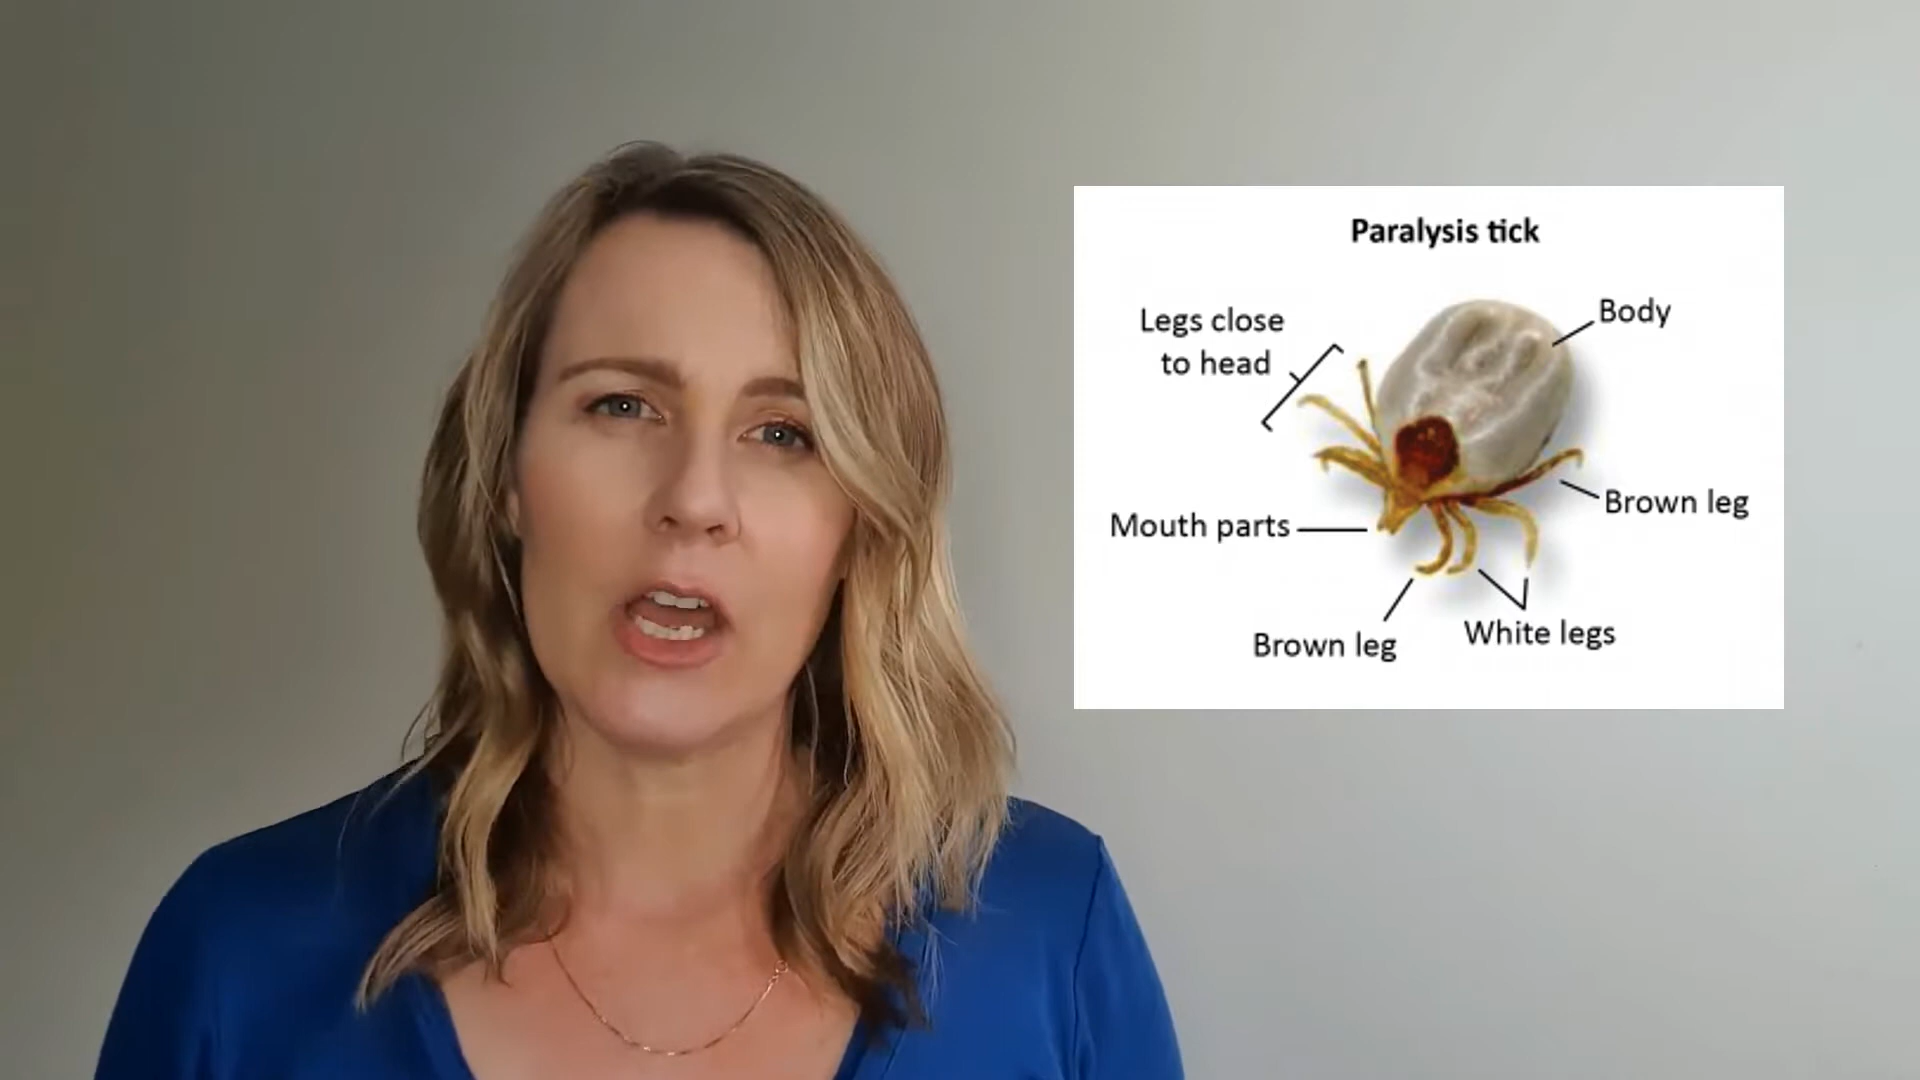 Paralysis tick
Legs close
to head
Body
Brown leg
Mouth parts
White legs
Brown leg